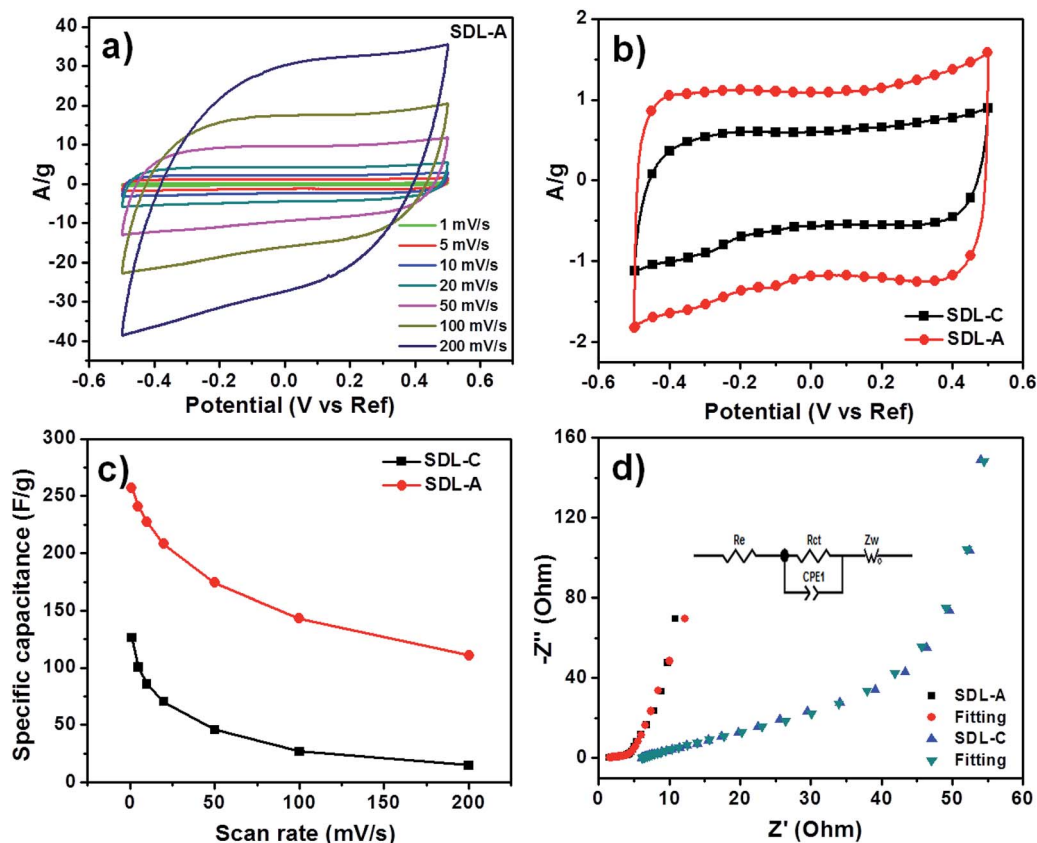 a)
SDL-A
40
30
20
10
0
-10
-20
-30
-40
A/g
1 mV/s
5 mV/s
10 mV/s
20 mV/s
50 mV/s
100 mV/s
200 mV/s
-0.6 -0.4 -0.2 0.0 0.2 0.4 0.6
Potential (V vs Ref)
b)
2
1
0
-1
-2
A/g
SDL-C
SDL-A
-0.6 -0.4 -0.2 0.0 0.2 0.4 0.6
Potential (V vs Ref)
c)
SDL-C
SDL-A
300
250
200
150
100
50
0
Specific capacitance (F/g)
0 50 100 150 200
Scan rate (mV/s)
d)
160
120
80
40
0
-Z'' (Ohm)
Re Rct Zw
CPE1
SDL-A
Fitting
SDL-C
Fitting
0 10 20 30 40 50 60
Z' (Ohm)